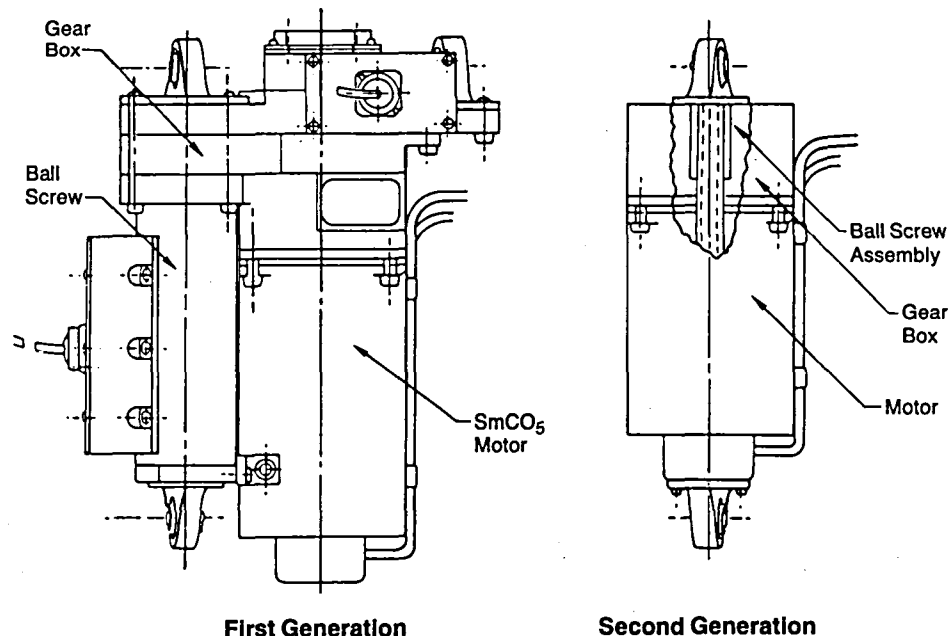 Gear
Box
Ball
Screw
SmCO5
Motor
Ball Screw
Assembly
Gear
Box
Motor
First Generation
Second Generation